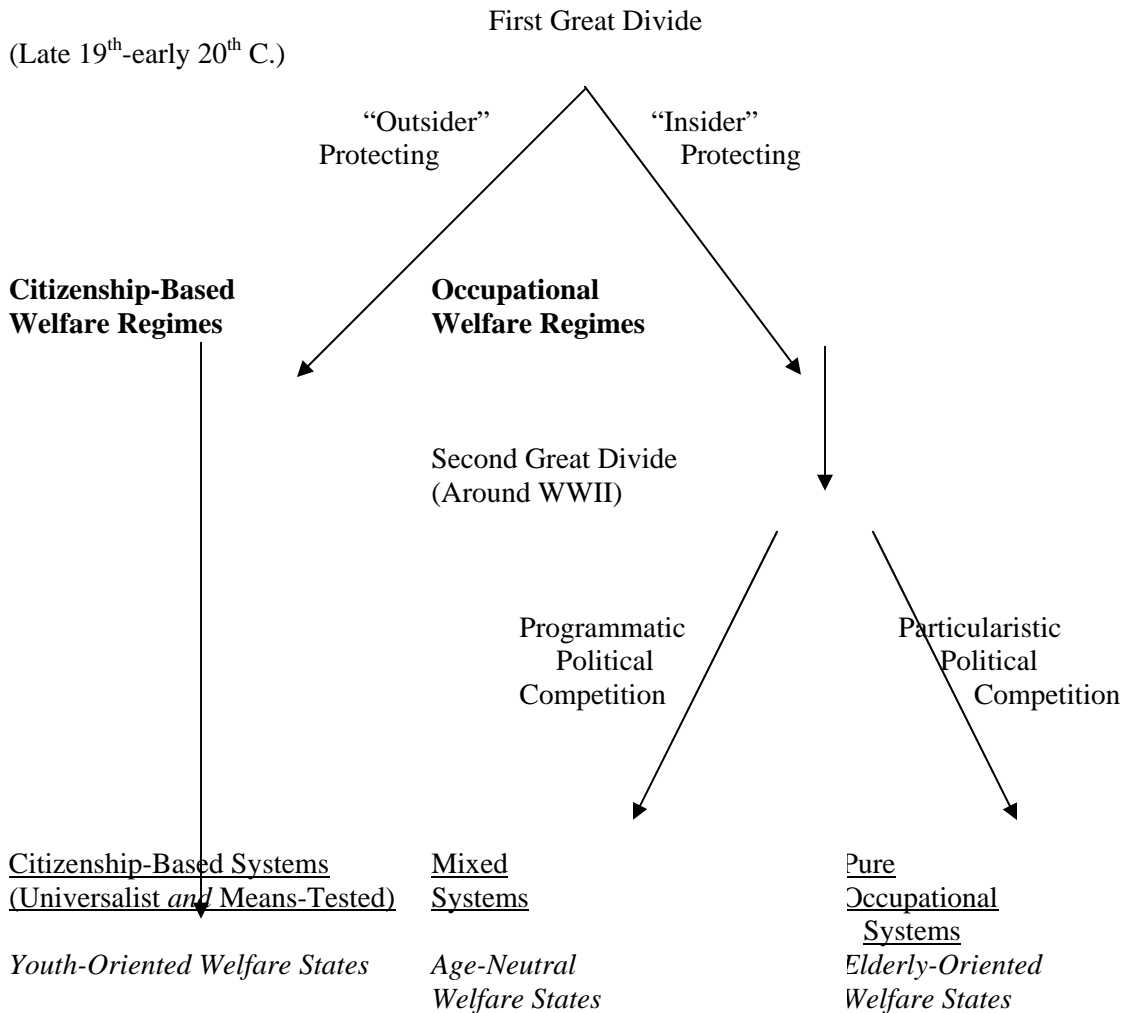 First Great Divide
(Late 19th-early 20th C.)
“Outsider”
Protecting
“Insider”
Protecting
Citizenship-Based
Welfare Regimes
Occupational
Welfare Regimes
Second Great Divide
(Around WWII)
Programmatic
Political
Competition
Particularistic
Political
Competition
Citizenship-Based Systems
(Universalist and Means-Tested)
Youth-Oriented Welfare States
Mixed
Systems
Age-Neutral
Welfare States
Pure
Occupational
Systems
Elderly-Oriented
Welfare States